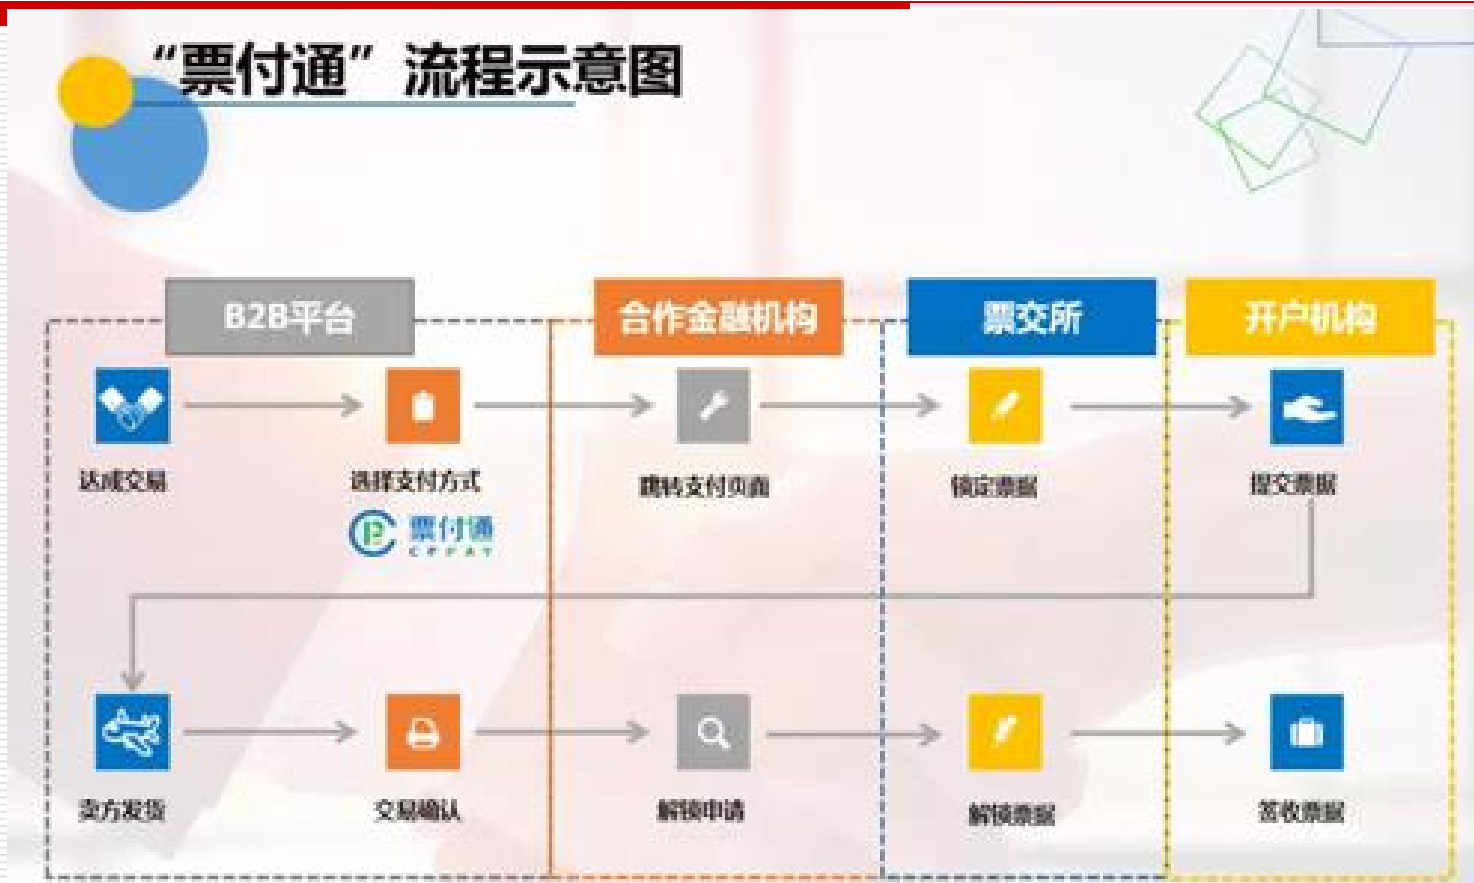 “票付通”流程示意图
B2B平台
合作金融机构
票交所
开户机构
达成交易
选择支付方式
跳转支付页面
锁定票据
提交票据
票付通
CPPAY
卖方发货
交易确认
解锁申请
解锁票据
签收票据